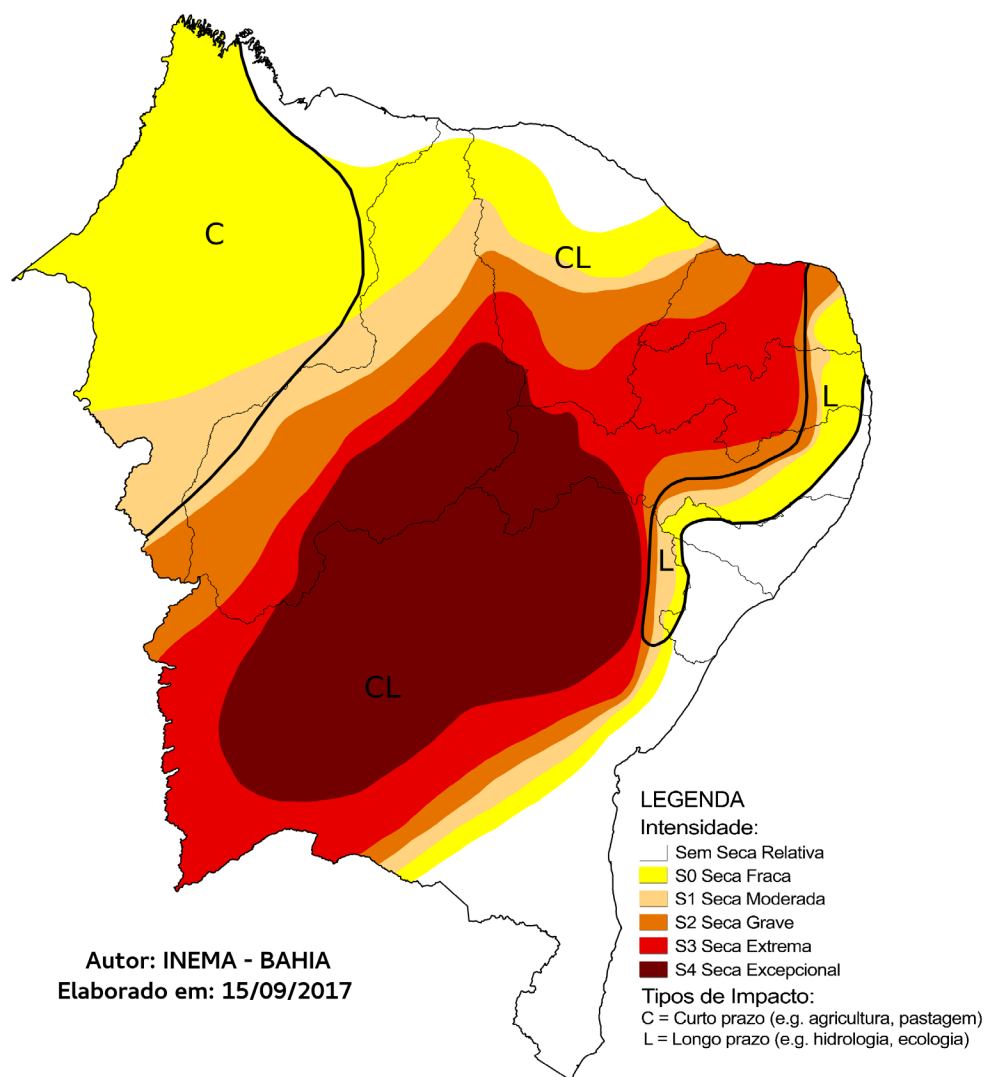 C
CL
L
L
CL
LEGENDA
Intensidade:
Sem Seca Relativa
S0 Seca Fraca
S1 Seca Moderada
S2 Seca Grave
S3 Seca Extrema
S4 Seca Excepcional
Tipos de Impacto:
C = Curto prazo (e.g. agricultura, pastagem)
L = Longo prazo (e.g. hidrologia, ecologia)
Autor: INEMA - BAHIA
Elaborado em: 15/09/2017